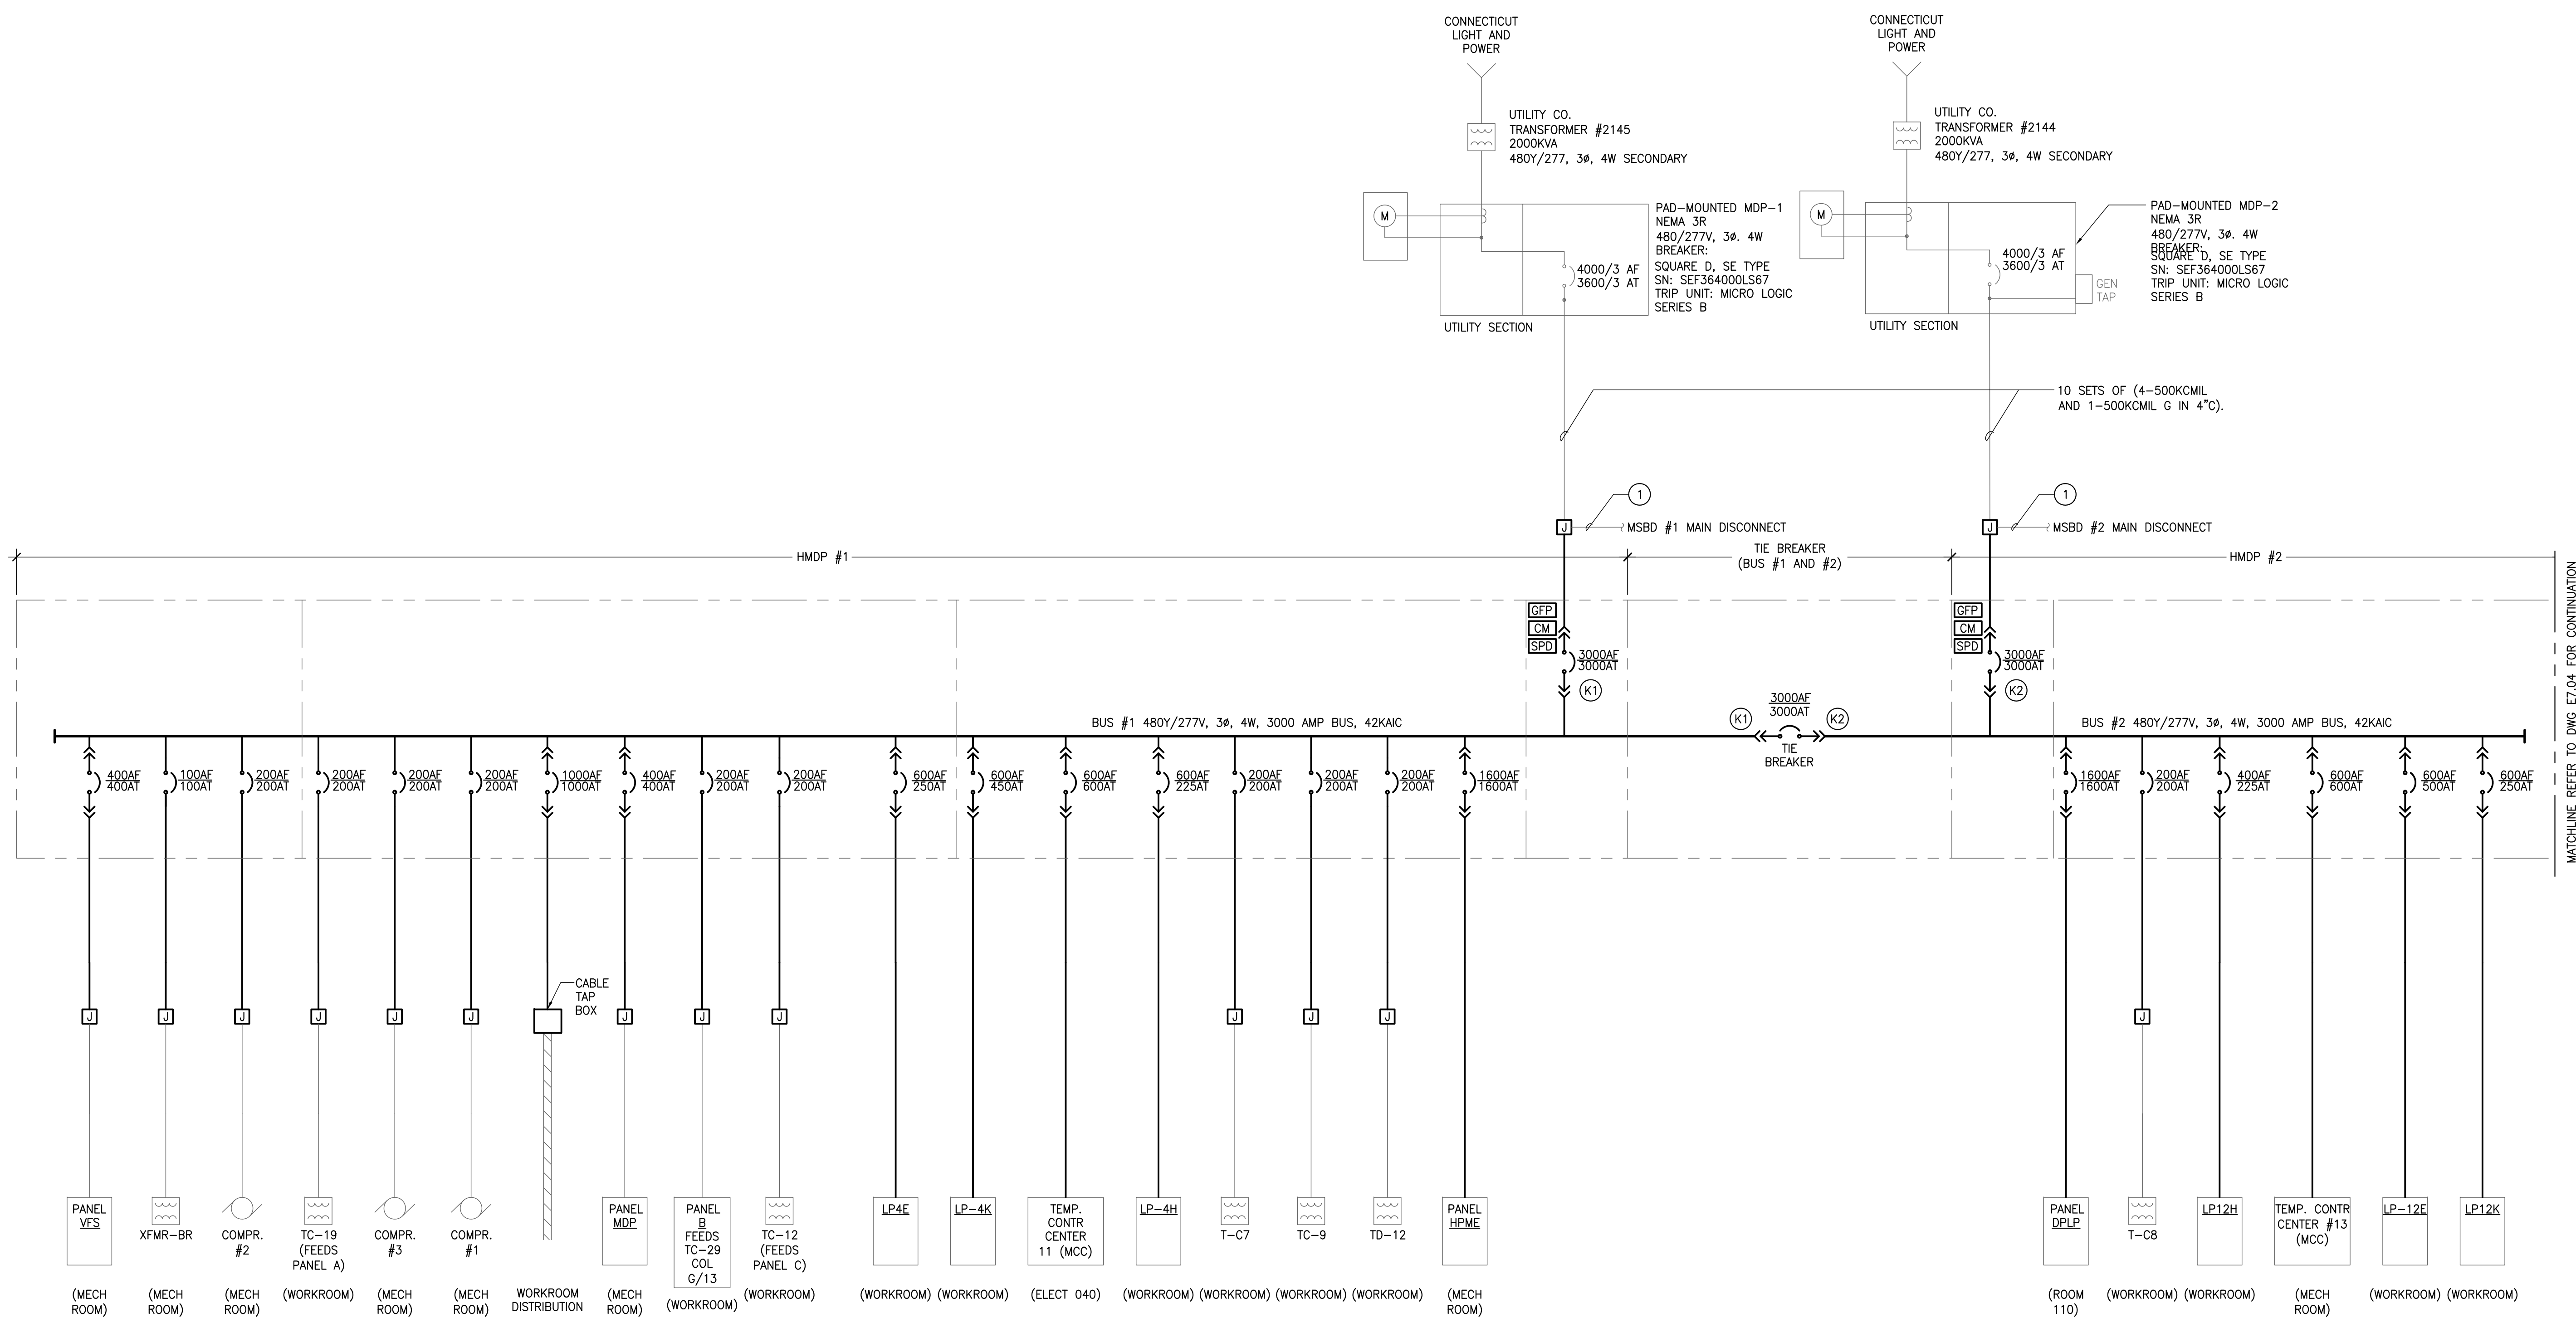 CONNECTICUT
LIGHT AND
POWER
CONNECTICUT
LIGHT AND
POWER
UTILITY CO.
TRANSFORMER #2145
2000KVA
480Y/277, 3ø, 4W SECONDARY
UTILITY CO.
TRANSFORMER #2144
2000KVA
480Y/277, 3ø, 4W SECONDARY
M
4000/3 AF
3600/3 AT
UTILITY SECTION
PAD-MOUNTED MDP-1
NEMA 3R
480/277V, 3ø. 4W
BREAKER:
SQUARE D, SE TYPE
SN: SEF364000LS67
TRIP UNIT: MICRO LOGIC
SERIES B
M
4000/3 AF
3600/3 AT
GEN
TAP
UTILITY SECTION
PAD-MOUNTED MDP-2
NEMA 3R
480/277V, 3ø. 4W
BREAKER:
SQUARE D, SE TYPE
SN: SEF364000LS67
TRIP UNIT: MICRO LOGIC
SERIES B
10 SETS OF (4-500KCMIL
AND 1-500KCMIL G IN 4"C).
1
J
MSBD #1 MAIN DISCONNECT
1
J
MSBD #2 MAIN DISCONNECT
HMDP #1
TIE BREAKER
(BUS #1 AND #2)
HMDP #2
MATCHLINE REFER TO DWG E7.04 FOR CONTINUATION
GFP
CM
SPD
3000AF
3000AT
K1
GFP
CM
SPD
3000AF
3000AT
K2
BUS #1 480Y/277V, 3ø, 4W, 3000 AMP BUS, 42KAIC
3000AF
3000AT
K1
K2
TIE
BREAKER
BUS #2 480Y/277V, 3ø, 4W, 3000 AMP BUS, 42KAIC
400AF
400AT
100AF
100AT
200AF
200AT
200AF
200AT
200AF
200AT
200AF
200AT
1000AF
1000AT
400AF
400AT
200AF
200AT
200AF
200AT
600AF
250AT
600AF
450AT
600AF
600AT
600AF
225AT
200AF
200AT
200AF
200AT
200AF
200AT
1600AF
1600AT
1600AF
1600AT
200AF
200AT
400AF
225AT
600AF
600AT
600AF
500AT
600AF
250AT
CABLE
TAP
BOX
J
J
J
J
J
J
J
J
J
J
J
J
J
PANEL
VFS
(MECH
ROOM)
XFMR-BR
(MECH
ROOM)
COMPR.
#2
(MECH
ROOM)
TC-19
(FEEDS
PANEL A)
(WORKROOM)
COMPR.
#3
(MECH
ROOM)
COMPR.
#1
(MECH
ROOM)
WORKROOM
DISTRIBUTION
PANEL
MDP
(MECH
ROOM)
PANEL
B
FEEDS
TC-29
COL
G/13
(WORKROOM)
TC-12
(FEEDS
PANEL C)
(WORKROOM)
LP4E
(WORKROOM)
LP-4K
(WORKROOM)
TEMP.
CONTR
CENTER
11 (MCC)
(ELECT 040)
LP-4H
(WORKROOM)
T-C7
(WORKROOM)
TC-9
(WORKROOM)
TD-12
(WORKROOM)
PANEL
HPME
(MECH
ROOM)
PANEL
DPLP
(ROOM
110)
T-C8
(WORKROOM)
LP12H
(WORKROOM)
TEMP. CONTR
CENTER #13
(MCC)
(MECH
ROOM)
LP-12E
(WORKROOM)
LP12K
(WORKROOM)